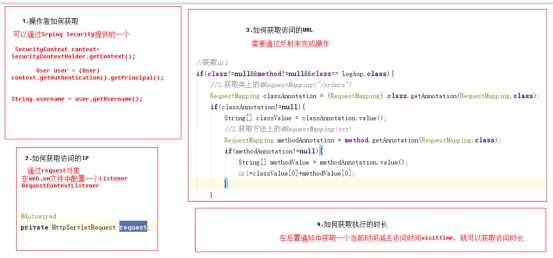 1.操作者如何获取
可以通过Srping Security提供的一个
SecurityContext context=
SecurityContextHolder.getContext();
User user = (User)
context.getAuthentication().getPrincipal();
String username = user.getUsername();
2.如何获取访问的IP
通过request对象
在web.xm文件中配置一个Listener
RequestContextListener
@Autowired
private HttpServletRequest request;
3.如何获取访问的URL
需要通过反射来完成操作
//获取url
if(clazz!=null&&method!=null&&clazz== LogAop.class){
//1.获取类上的@RequestMapping("/orders")
RequestMapping classAnnotation = (RequestMapping) clazz.getAnnotation(RequestMapping.class);
if(classAnnotation!=null){
String[] classValue = classAnnotation.value();
//2.获取方法上的@RequestMapping(xxx)
RequestMapping methodAnnotation = method.getAnnotation(RequestMapping.class);
if(methodAnnotation!=null){
String[] methodValue = methodAnnotation.value();
url=classValue[0]+methodValue[0];
}
}
4.如何获取执行的时长
在后置通知中获取一个当前时间减去访问时间visitTime，就可以获取访问时长